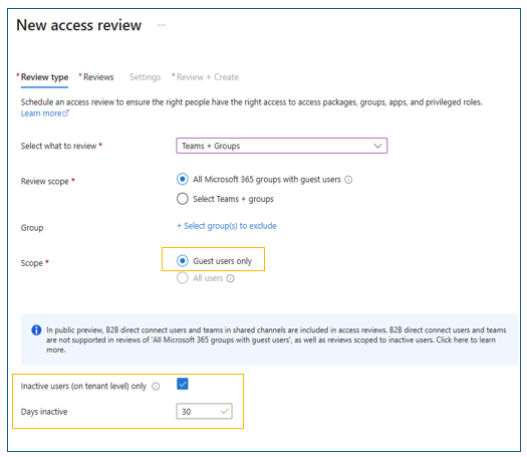 New access review ...
* Review type * Reviews Settings * Review + Create
Schedule an access review to ensure the right people have the right access to access packages, groups, apps, and privileged roles.
Learn more
Select what to review * Teams + Groups
Review scope * All Microsoft 365 groups with guest users
Select Teams + groups
Group + Select group(s) to exclude
Scope * Guest users only
All users
In public preview, B2B direct connect users and teams in shared channels are included in access reviews. B2B direct connect users and teams
are not supported in reviews of 'All Microsoft 365 groups with guest users', as well as reviews scoped to inactive users. Click here to learn
more.
Inactive users (on tenant level) only
Days inactive 30